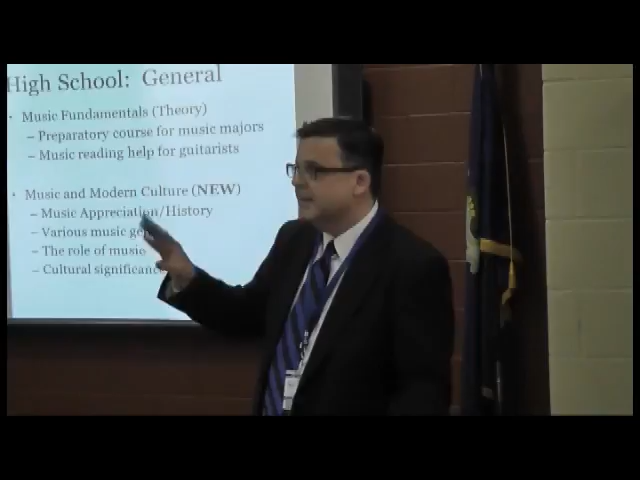 High School: General
• Music Fundamentals (Theory)
– Preparatory course for music majors
– Music reading help for guitarists
• Music and Modern Culture (NEW)
– Music Appreciation/History
– Various music
– The role of music
– Cultural significance